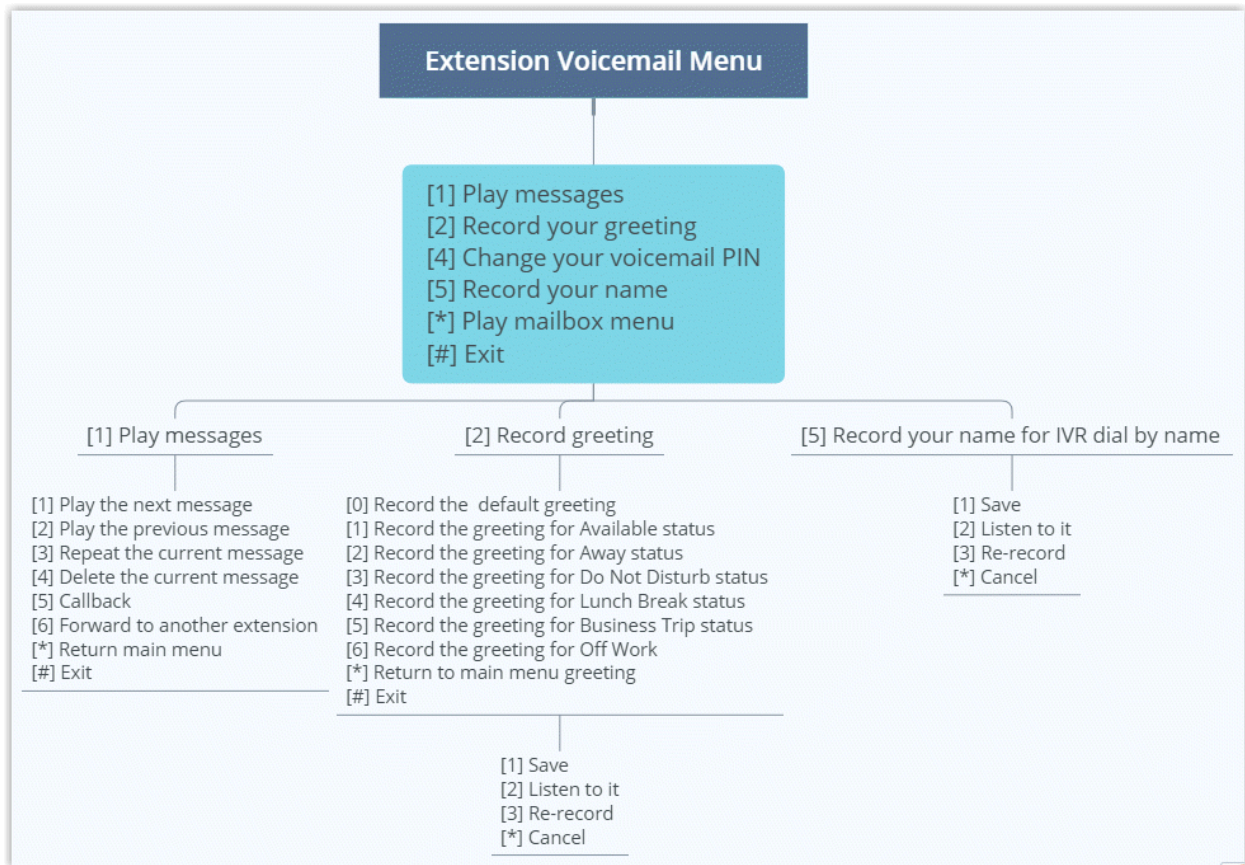 Extension Voicemail Menu
[1] Play messages
[2] Record your greeting
[4] Change your voicemail PIN
[5] Record your name
[*] Play mailbox menu
[#] Exit
[1] Play messages
[1] Play the next message
[2] Play the previous message
[3] Repeat the current message
[4] Delete the current message
[5] Callback
[6] Forward to another extension
[*] Return main menu
[#] Exit
[2] Record greeting
[0] Record the  default greeting
[1] Record the greeting for Available status
[2] Record the greeting for Away status
[3] Record the greeting for Do Not Disturb status
[4] Record the greeting for Lunch Break status
[5] Record the greeting for Business Trip status
[6] Record the greeting for Off Work
[*] Return to main menu greeting
[#] Exit
[1] Save
[2] Listen to it
[3] Re-record
[*] Cancel
[5] Record your name for IVR dial by name
[1] Save
[2] Listen to it
[3] Re-record
[*] Cancel